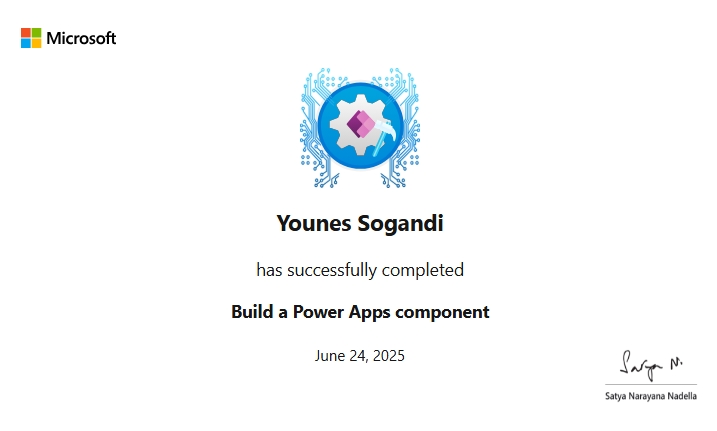 Microsoft
Younes Sogandi
has successfully completed
Build a Power Apps component
June 24, 2025
Satya N.
Satya Narayana Nadella